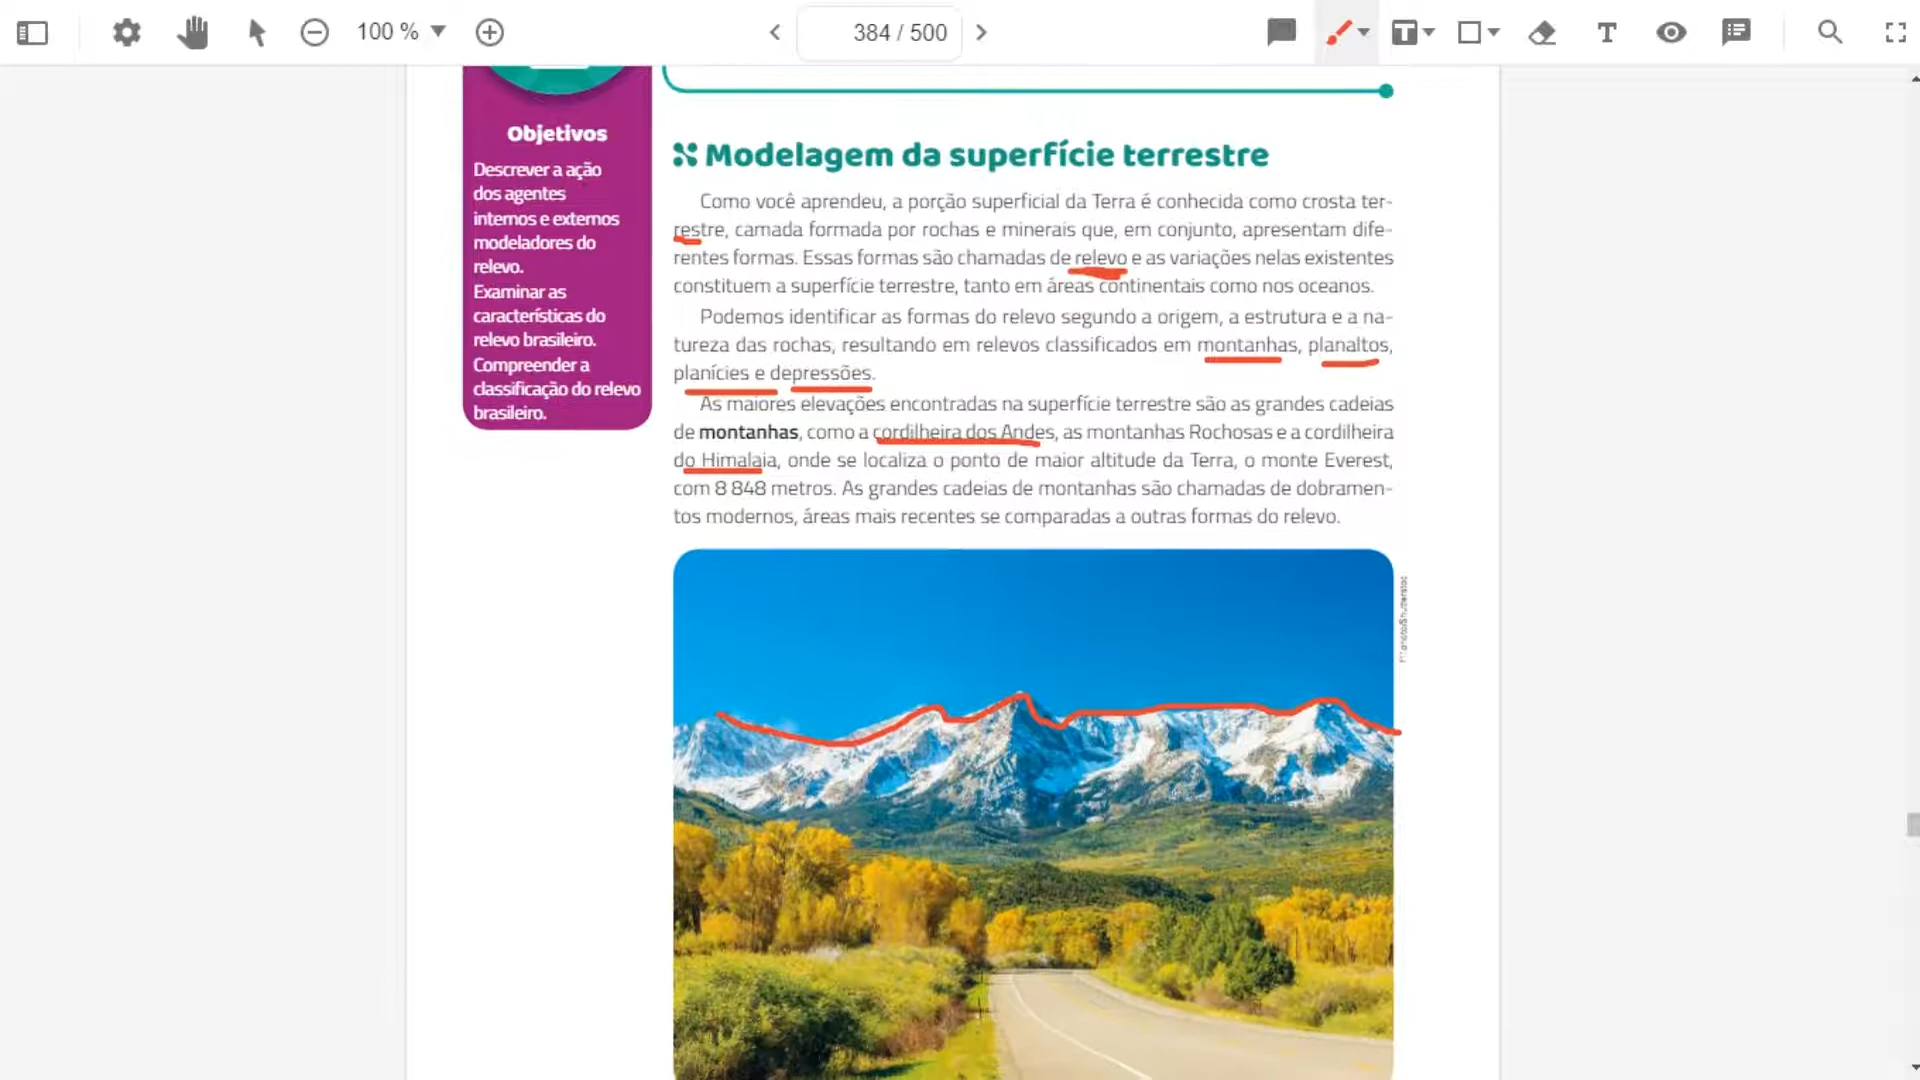 100 %
384 / 500
Objetivos
Descrever a ação
dos agentes
internos e externos
modeladores do
relevo.
Examinar as
características do
relevo brasileiro.
Compreender a
classificação do relevo
brasileiro.
Modelagem da superfície terrestre
Como você aprendeu, a porção superficial da Terra é conhecida como crosta ter-
restre, camada formada por rochas e minerais que, em conjunto, apresentam dife-
rentes formas. Essas formas são chamadas de relevo e as variações nelas existentes
constituem a superfície terrestre, tanto em áreas continentais como nos oceanos.
Podemos identificar as formas do relevo segundo a origem, a estrutura e a na-
tureza das rochas, resultando em relevos classificados em montanhas, planaltos,
planícies e depressões.
As maiores elevações encontradas na superfície terrestre são as grandes cadeias
de montanhas, como a cordilheira dos Andes, as montanhas Rochosas e a cordilheira
do Himalaia, onde se localiza o ponto de maior altitude da Terra, o monte Everest,
com 8 848 metros. As grandes cadeias de montanhas são chamadas de dobramen-
tos modernos, áreas mais recentes se comparadas a outras formas do relevo.